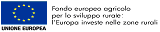 Fondo europeo agricolo
per lo sviluppo rurale:
l'Europa investe nelle zone rurali
UNIONE EUROPEA